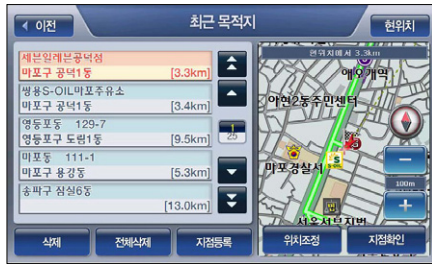 이전
최근 목적지
현위치
세븐일레븐공덕점
마포구 공덕1동 [3.3km]
쌍용S-OIL마포주유소
마포구 공덕1동 [3.4km]
영등포동 129-7
영등포구 도림1동 [9.5km]
마포동 111-1
마포구 용강동 [5.3km]
송파구 잠실6동
[13.0km]
1
25
현위치에서 3.3km
애오개역
아현2동주민센터
마포경찰서
서울서부지법
100m
삭제
전체삭제
지점등록
위치조정
지점확인